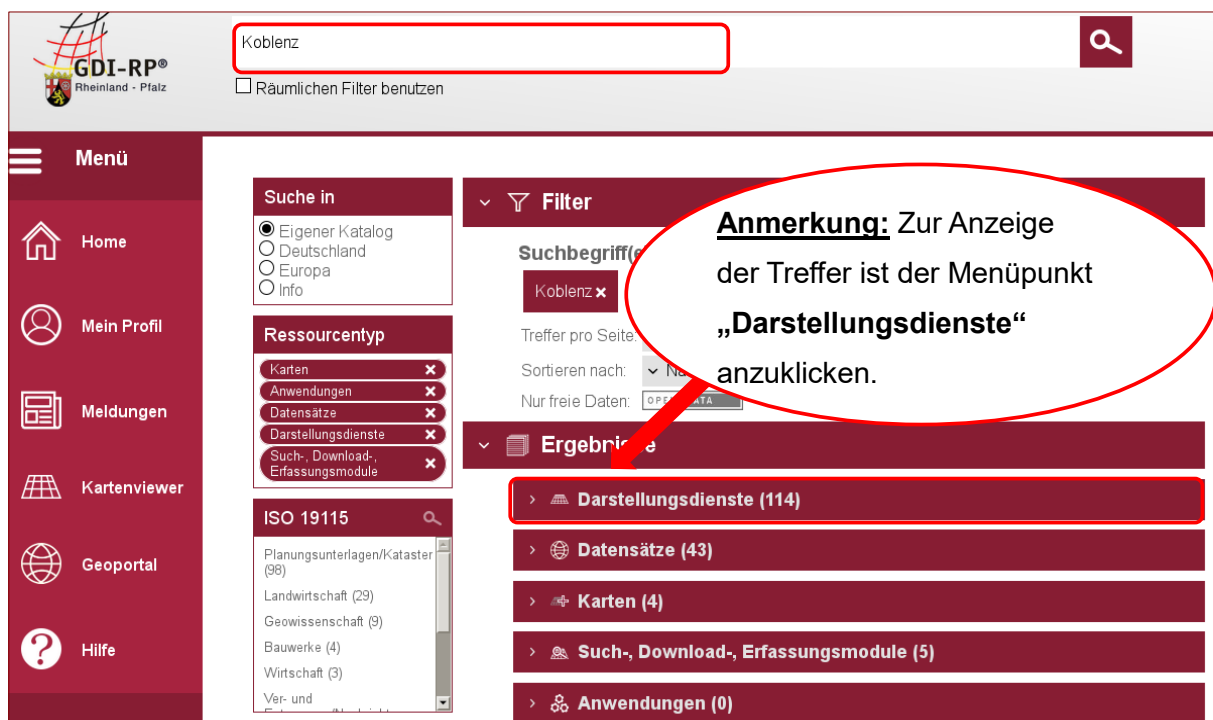 Koblenz
GDI-RP®
Rheinland - Pfalz
Räumlichen Filter benutzen
Menü
Home
Mein Profil
Meldungen
Kartenviewer
Geoportal
Hilfe
Suche in
Eigener Katalog
Deutschland
Europa
Info
Ressourcentyp
Karten
Anwendungen
Datensätze
Darstellungsdienste
Such-, Download-,
Erfassungsmodule
ISO 19115
Planungsunterlagen/Kataster
(98)
Landwirtschaft (29)
Geowissenschaft (9)
Bauwerke (4)
Wirtschaft (3)
Ver- und
Filter
Koblenz
Treffer pro Seite:
Sortieren nach:
Nur freie Daten:
Anmerkung: Zur Anzeige
der Treffer ist der Menüpunkt
„Darstellungsdienste“
anzuklicken.
Ergebnisse
Darstellungsdienste (114)
Datensätze (43)
Karten (4)
Such-, Download-, Erfassungsmodule (5)
Anwendungen (0)